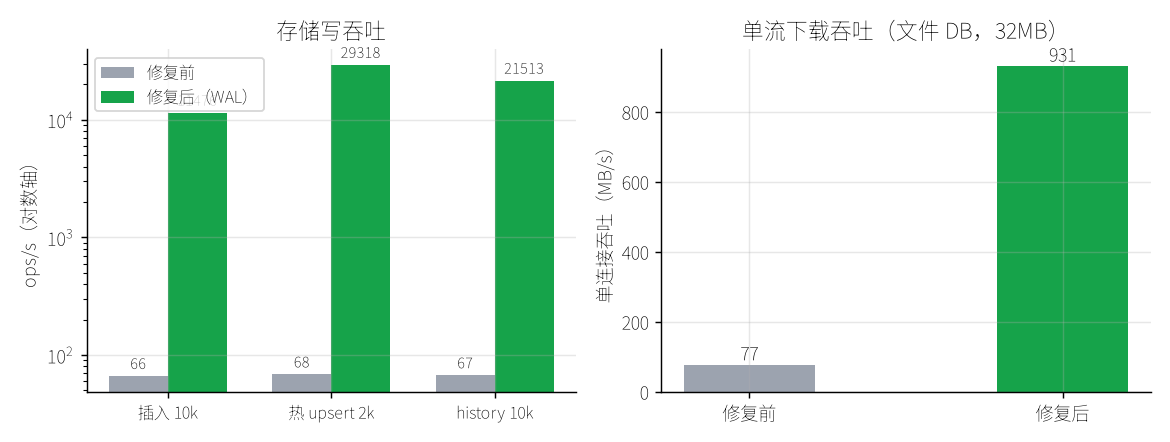 存储写吞吐
修复前
修复后（WAL）
29318
21513
66
68
67
10⁴
10³
10²
ops/s（对数轴）
插入 10k
热 upsert 2k
history 10k
单流下载吞吐（文件 DB，32MB）
931
77
800
600
400
200
0
单连接吞吐（MB/s）
修复前
修复后